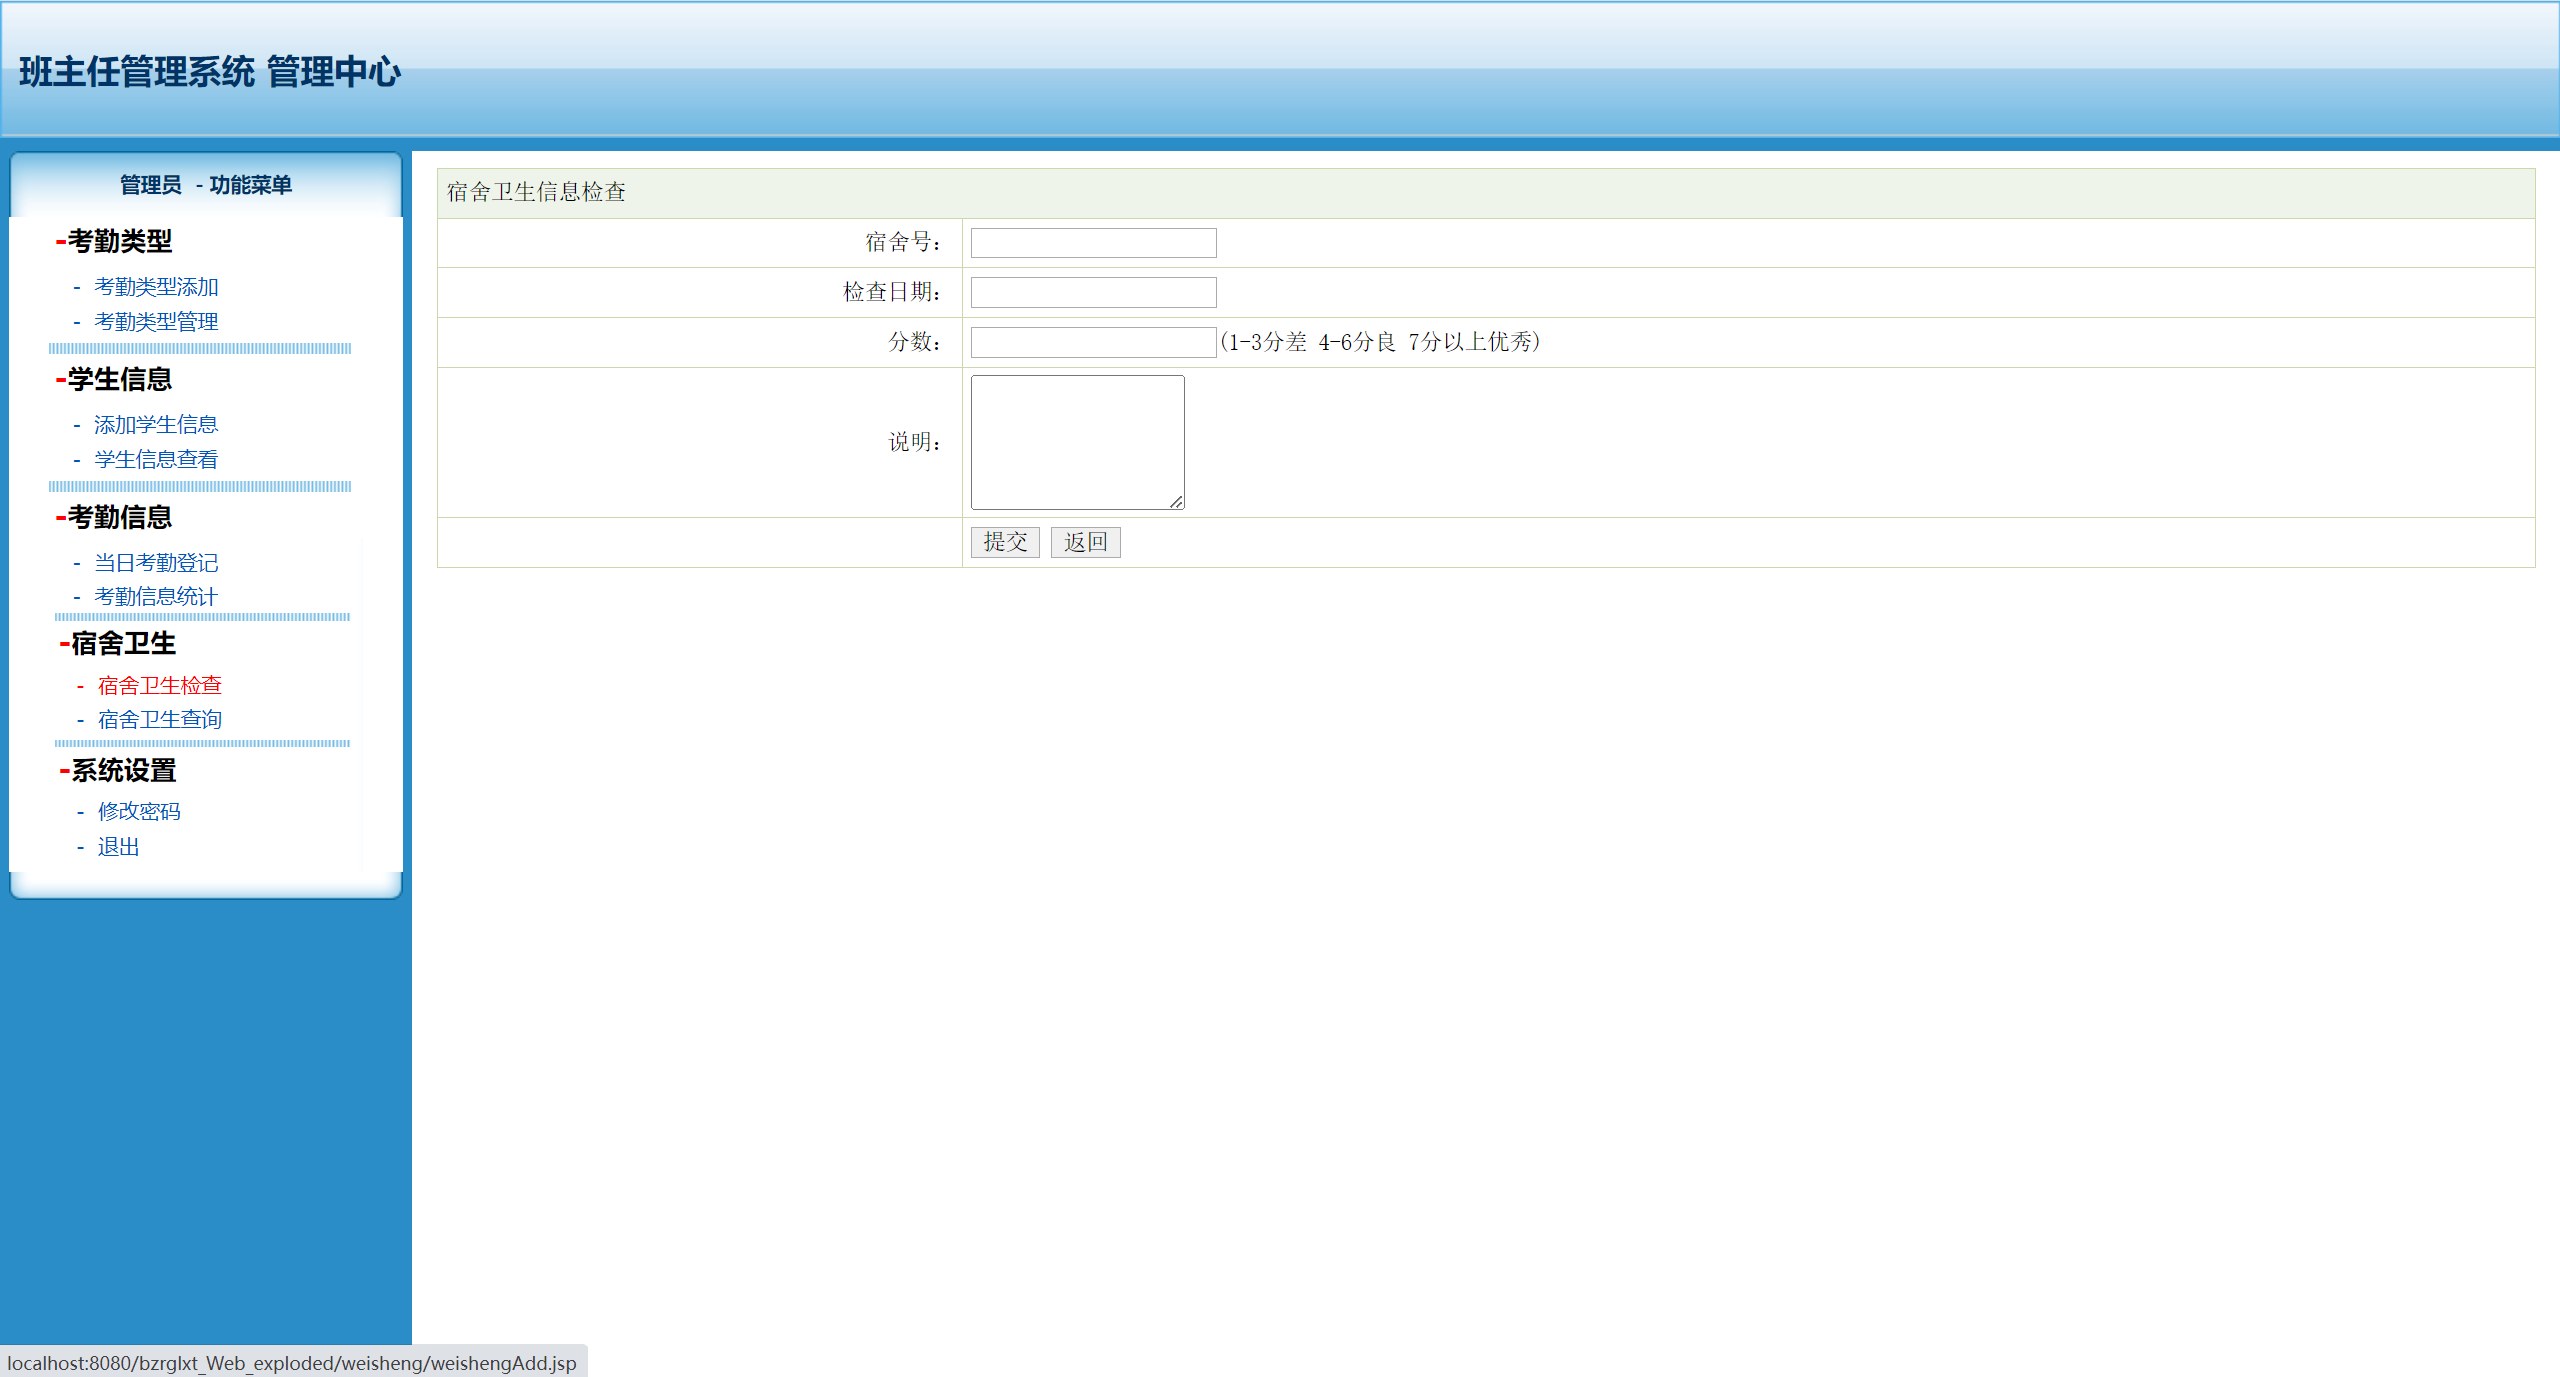 班主任管理系统 管理中心
管理员 - 功能菜单
-考勤类型
- 考勤类型添加
- 考勤类型管理
-学生信息
- 添加学生信息
- 学生信息查看
-考勤信息
- 当日考勤登记
- 考勤信息统计
-宿舍卫生
- 宿舍卫生检查
- 宿舍卫生查询
-系统设置
- 修改密码
- 退出
宿舍卫生信息检查
宿舍号：
检查日期：
分数： (1-3分差 4-6分良 7分以上优秀)
说明：
提交 返回
localhost:8080/bzrglxt_Web_exploded/weisheng/weishengAdd.jsp